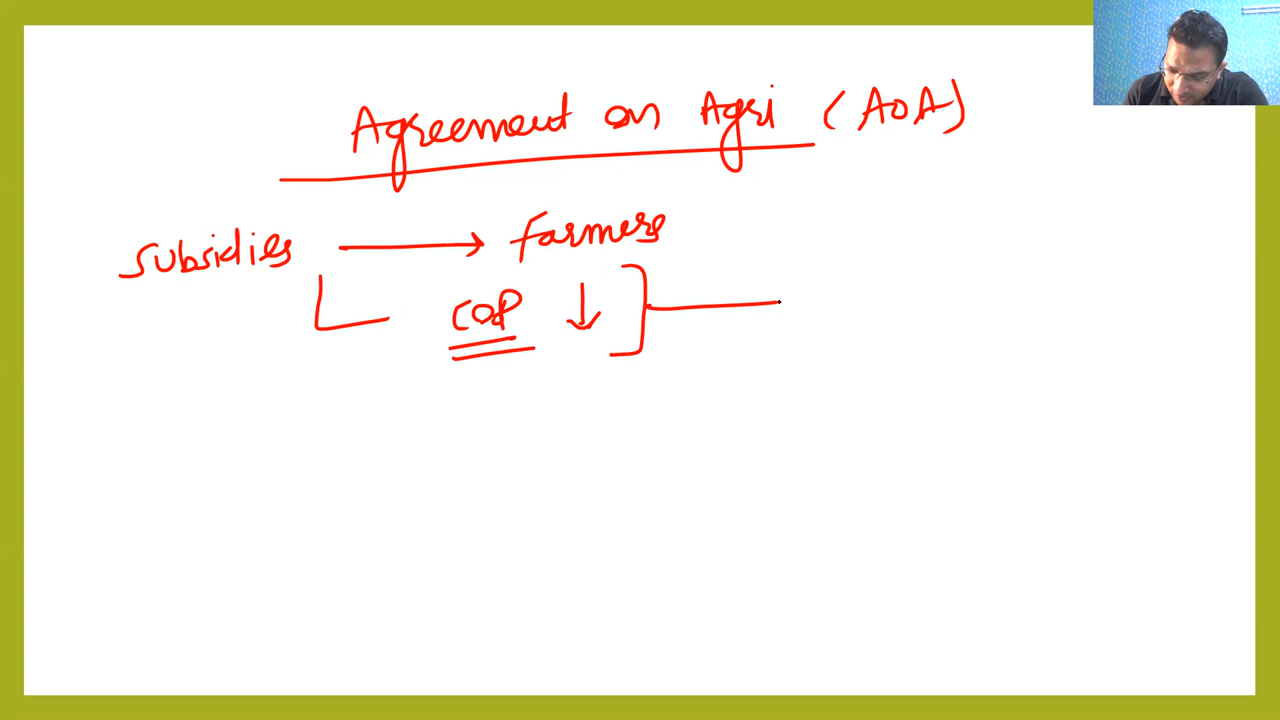 Agreement on Agri (AOA)
Subsidies → Farmers
COP ↓